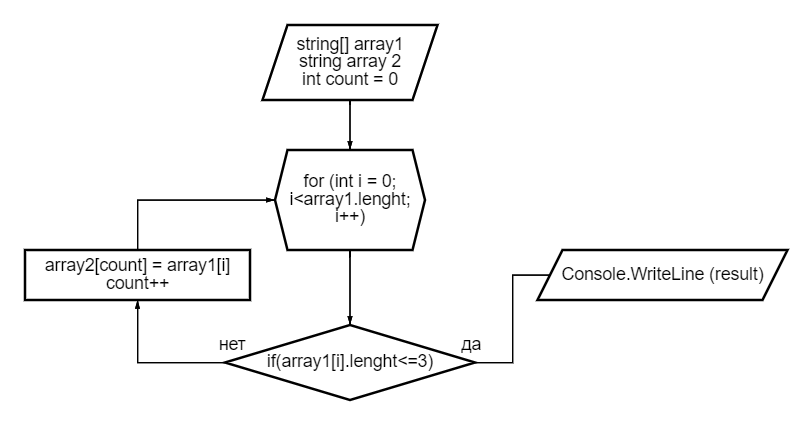 string[] array1
string array 2
int count = 0
for (int i = 0;
i<array1.lenght;
i++)
array2[count] = array1[i]
count++
Console.WriteLine (result)
нет
да
if(array1[i].lenght<=3)